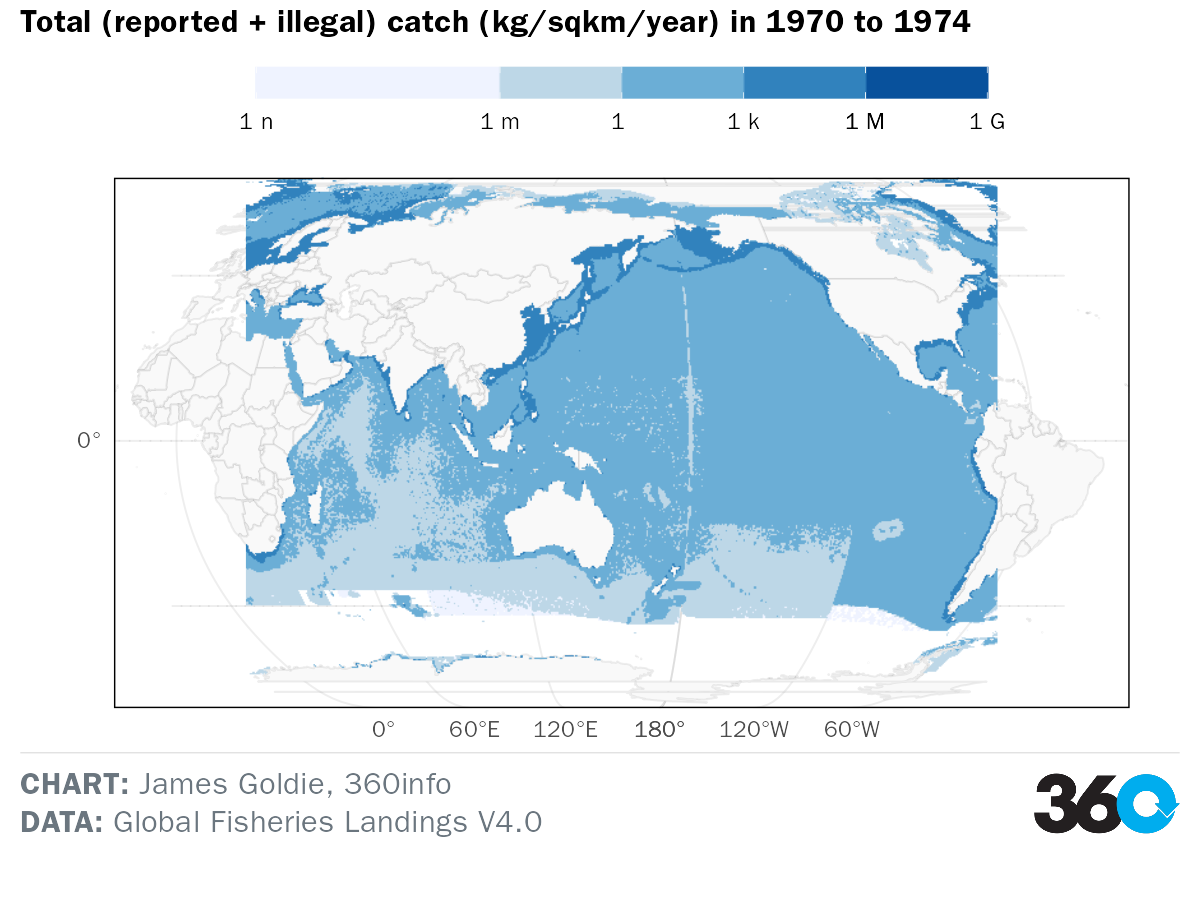 Total (reported + illegal) catch (kg/sqkm/year) in 1970 to 1974
1 n 1 m 1 1 k 1 M 1 G
0°
0° 60°E 120°E 180° 120°W 60°W
CHART: James Goldie, 360info
DATA: Global Fisheries Landings V4.0
360